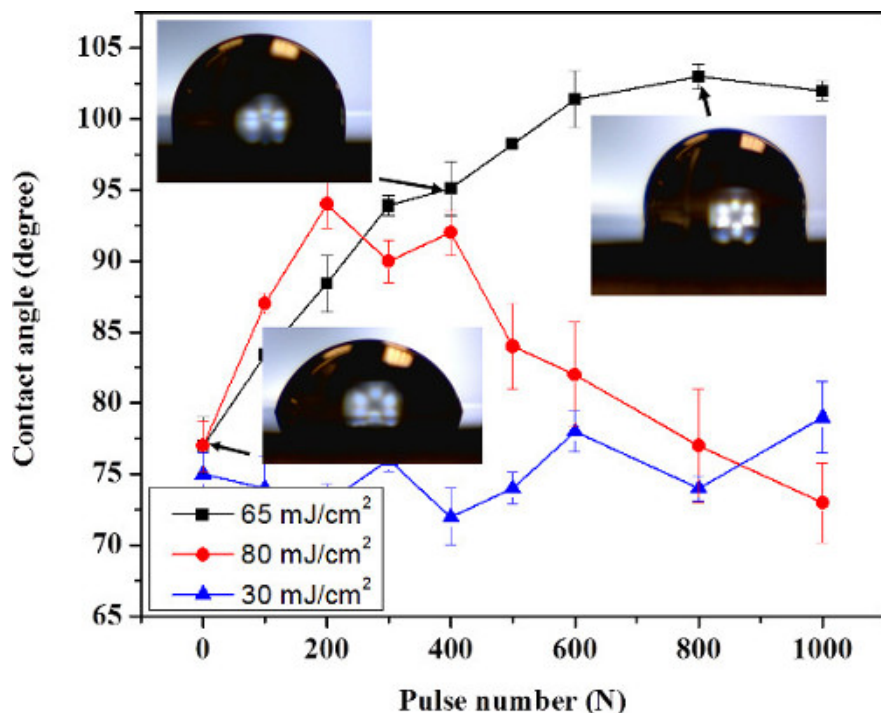 105
100
95
90
85
80
75
70
65
Contact angle (degree)
65 mJ/cm²
80 mJ/cm²
30 mJ/cm²
0 200 400 600 800 1000
Pulse number (N)